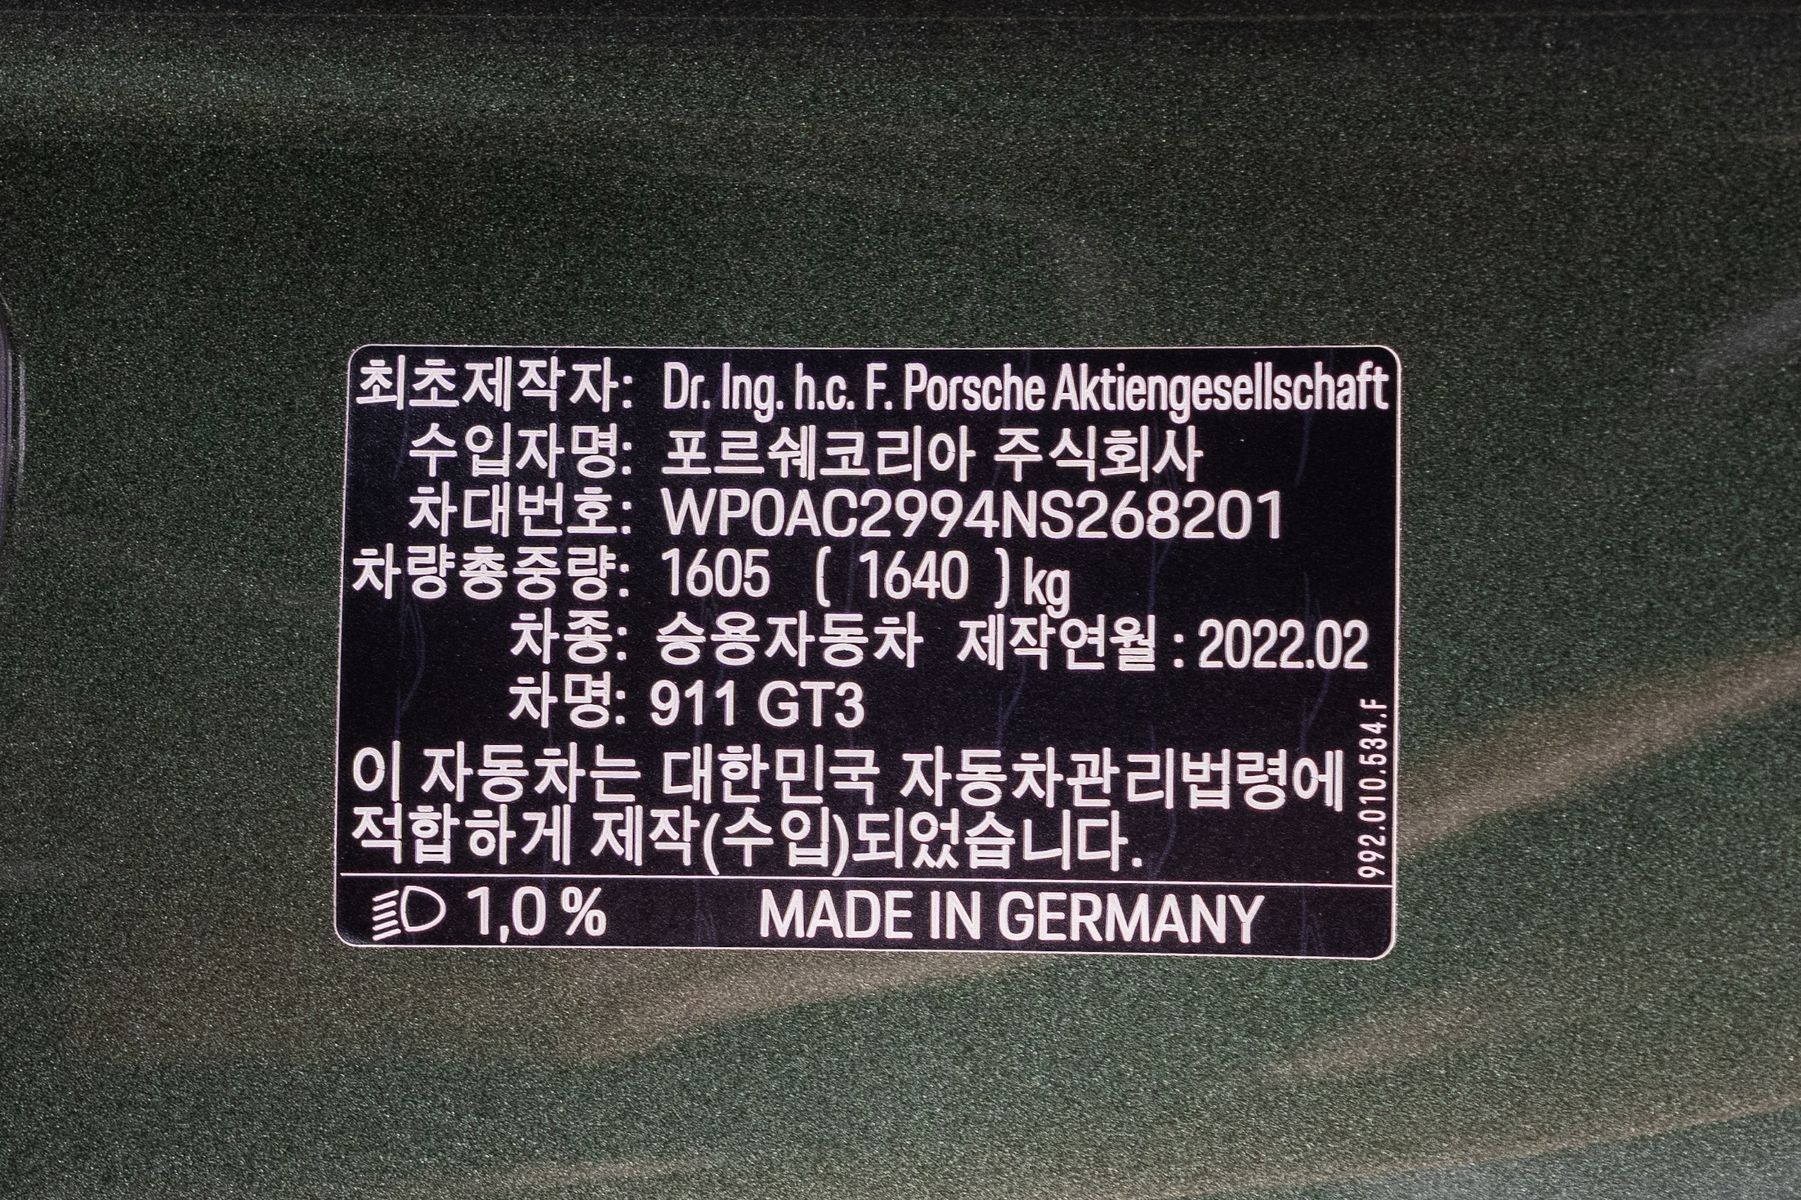 최초제작자: Dr. Ing. h.c. F. Porsche Aktiengesellschaft
수입자명: 포르쉐코리아 주식회사
차대번호: WP0AC2994NS268201
차량총중량: 1605 ( 1640 ) kg
차종: 승용자동차 제작연월 : 2022.02
차명: 911 GT3
이 자동차는 대한민국 자동차관리법령에
적합하게 제작(수입)되었습니다.
992.010.534.F
1,0 % MADE IN GERMANY